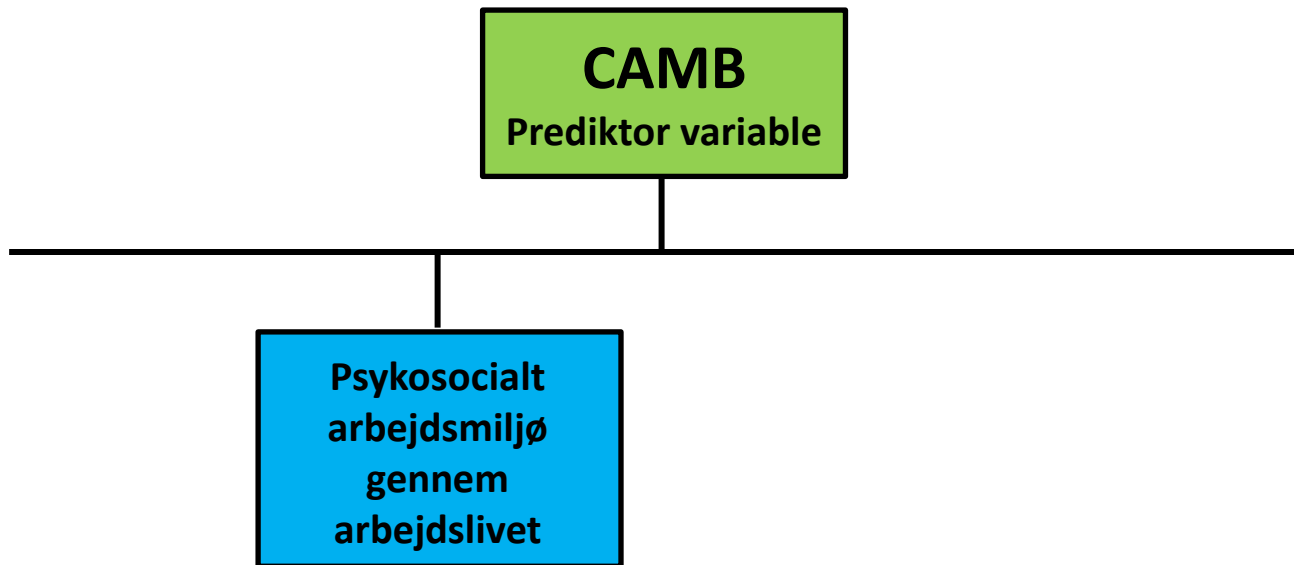 CAMB
Prediktor variable
Psykosocialt
arbejdsmiljø
gennem
arbejdslivet